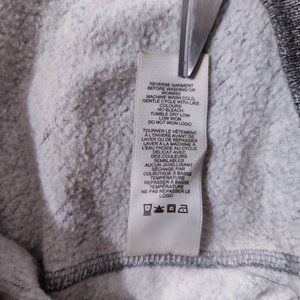 REVERSE GARMENT
BEFORE WASHING OR
IRONING
MACHINE WASH COLD,
GENTLE CYCLE WITH LIKE
COLOURS
NO BLEACH
TUMBLE DRY LOW
LOW IRON
DO NOT IRON LOGO
TOURNER LE VÊTEMENT
À L'ENVERS AVANT DE
LAVER OU DE REPASSER
LAVER À LA MACHINE À
L'EAU FROIDE AU CYCLE
DÉLICAT AVEC
DES COULEURS
SEMBLABLES
AUCUN JAVELLISANT
SÉCHAGE PAR
CULBUTAGE À BASSE
TEMPÉRATURE
REPASSER À BASSE
TEMPÉRATURE
NE PAS REPASSER LE
LOGO